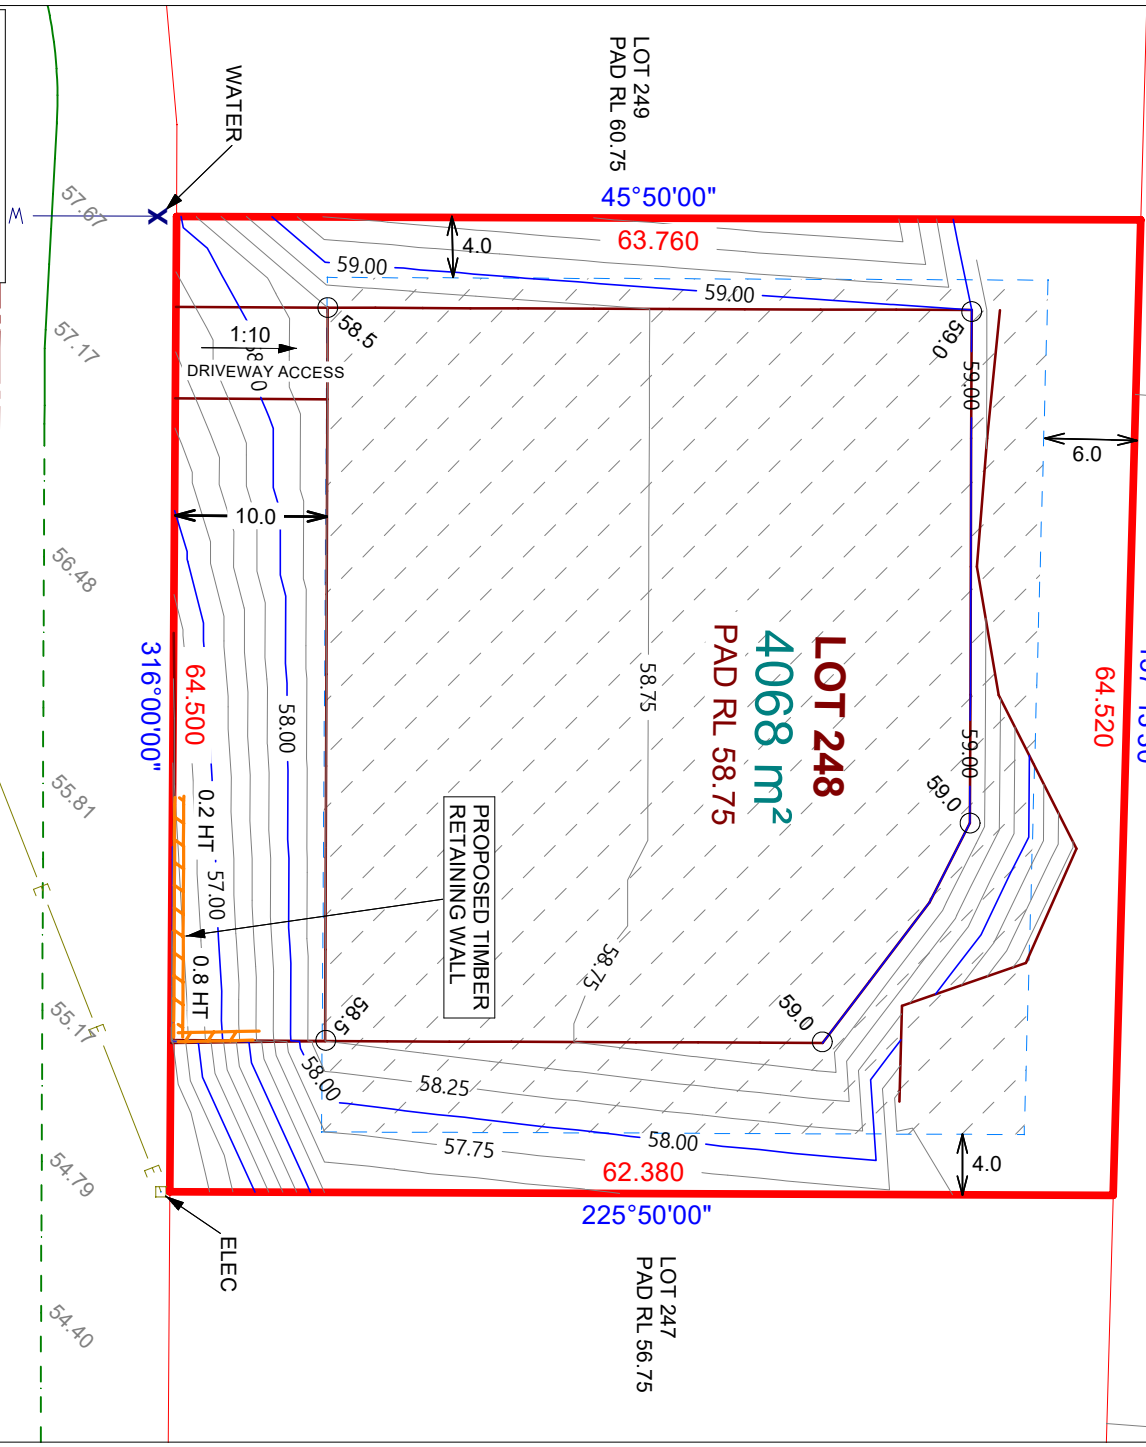 LOT 249
PAD RL 60.75
WATER
W
57.67
45°50'00"
63.760
4.0
59.00
59.00
58.5
59.0
59.00
1:10
58.00
DRIVEWAY ACCESS
57.17
6.0
10.0
56.48
316°00'00"
64.500
58.00
58.75
LOT 248
4068 m²
PAD RL 58.75
64.520
59.00
59.0
55.81
0.2 HT
57.00
0.8 HT
PROPOSED TIMBER
RETAINING WALL
58.75
59.0
58.5
55.17
E
E
E
E
E
58.00
58.25
57.75
58.00
62.380
4.0
225°50'00"
54.79
ELEC
LOT 247
PAD RL 56.75
54.40